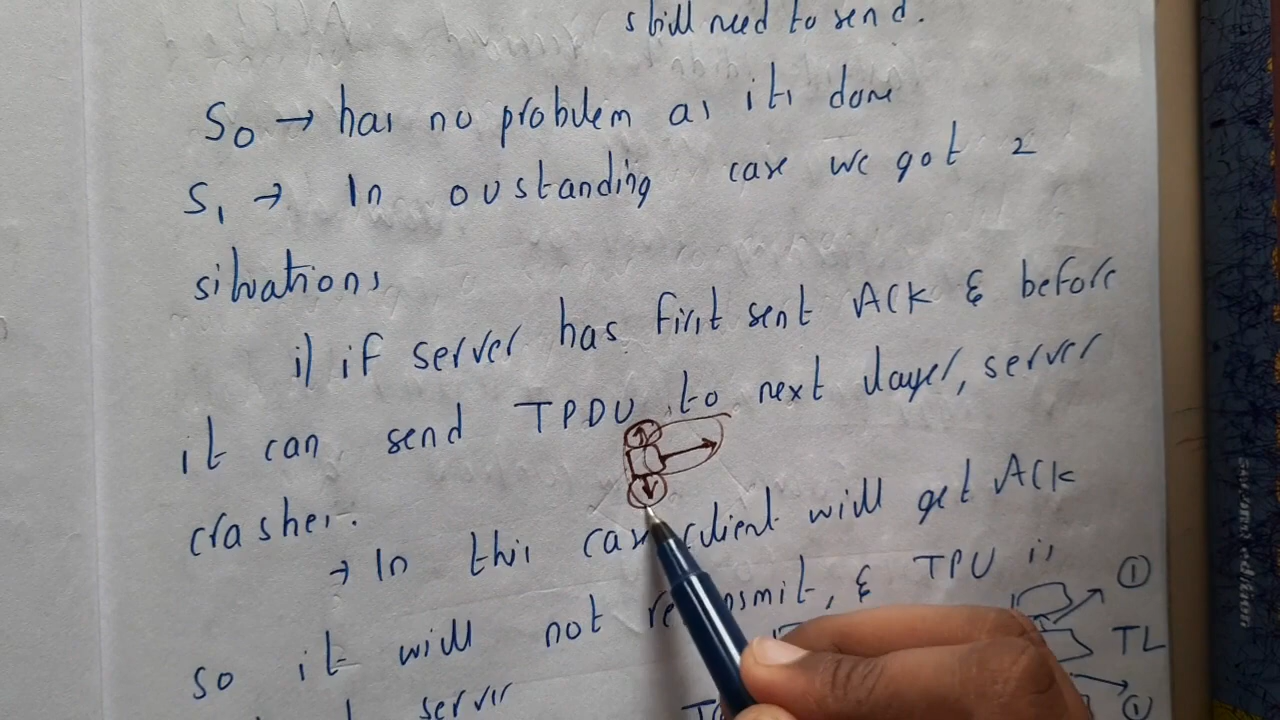 still need to send.
S0 → has no problem as its done
S1 → In oustanding case we got 2
situations
i) if server has first sent ACK & before
it can send TPDU to next layer, server
crashes.
→ In this case client will get Ack
so it will not & TPU is
server
①
TL
①